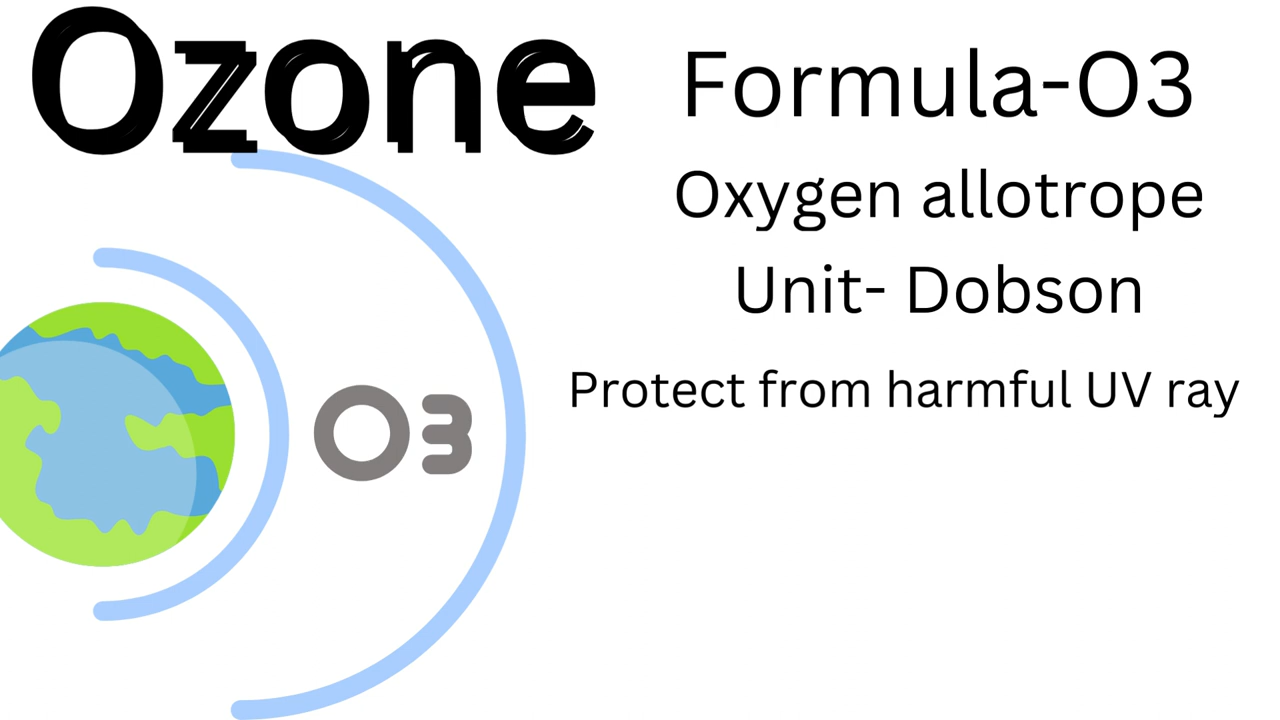 Ozone
Formula-O3
Oxygen allotrope
Unit- Dobson
Protect from harmful UV ray
O3